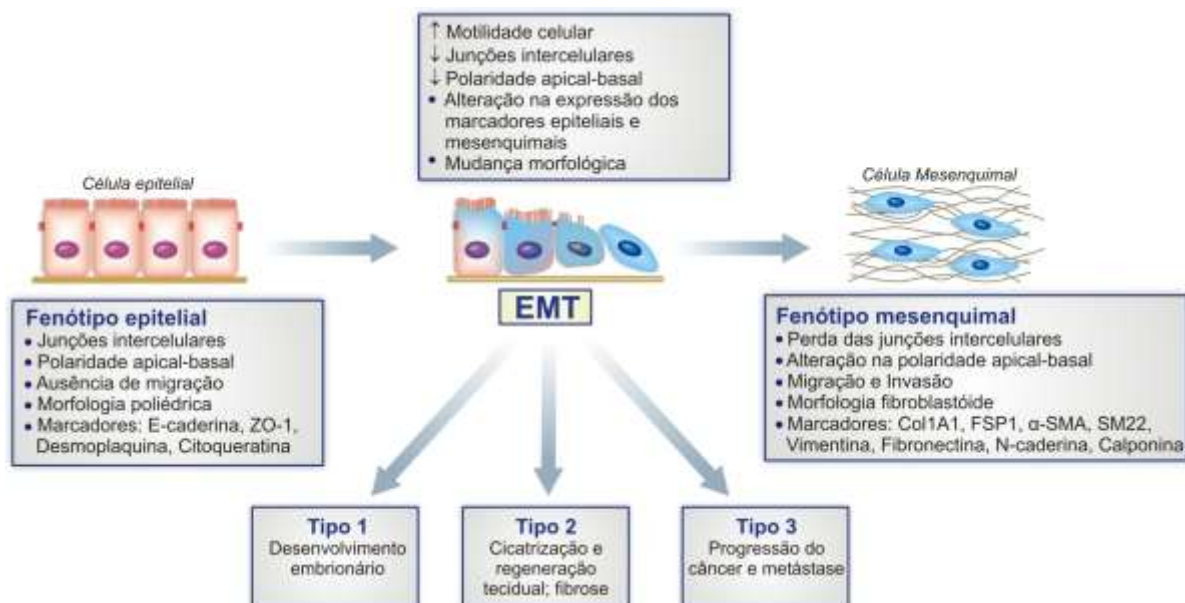 ↑ Motilidade celular
↓ Junções intercelulares
↓ Polaridade apical-basal
• Alteração na expressão dos
marcadores epiteliais e
mesenquimais
• Mudança morfológica
Célula epitelial
Célula Mesenquimal
EMT
Fenótipo epitelial
• Junções intercelulares
• Polaridade apical-basal
• Ausência de migração
• Morfologia poliédrica
• Marcadores: E-caderina, ZO-1,
Desmoplaquina, Citoqueratina
Fenótipo mesenquimal
• Perda das junções intercelulares
• Alteração na polaridade apical-basal
• Migração e Invasão
• Morfologia fibroblastóide
• Marcadores: Col1A1, FSP1, α-SMA, SM22,
Vimentina, Fibronectina, N-caderina, Calponina
Tipo 1
Desenvolvimento
embrionário
Tipo 2
Cicatrização e
regeneração
tecidual; fibrose
Tipo 3
Progressão do
câncer e metástase